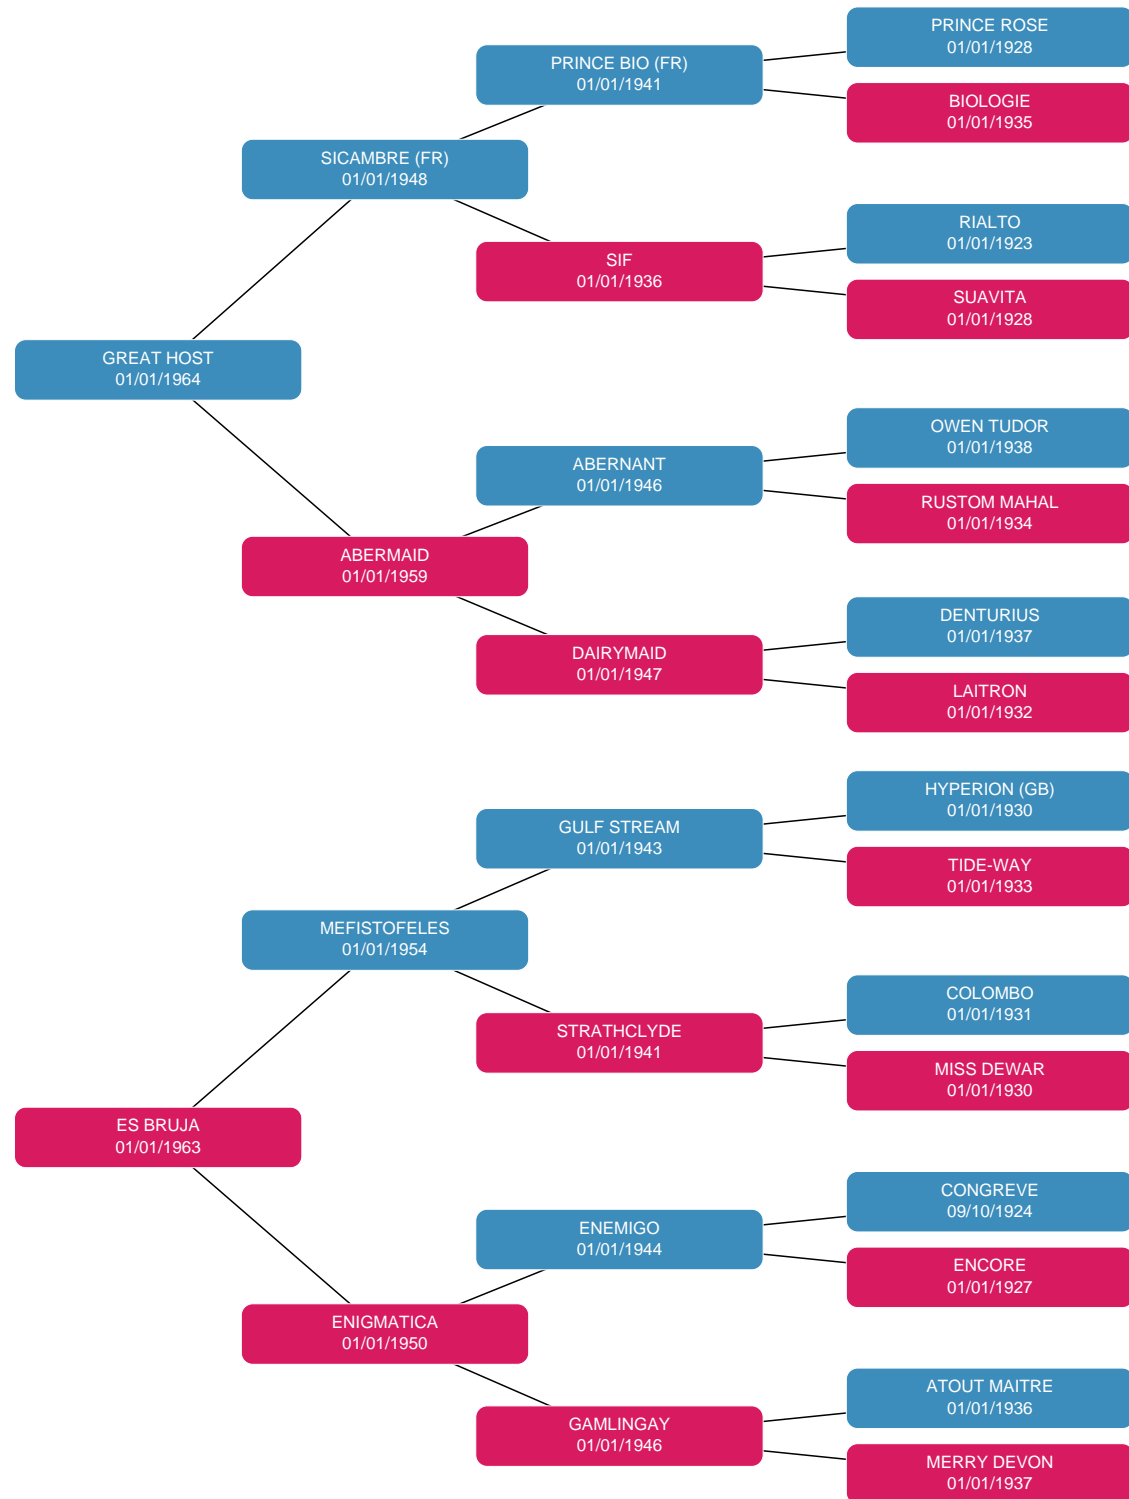 PRINCE ROSE
01/01/1928
PRINCE BIO (FR)
01/01/1941
BIOLOGIE
01/01/1935
SICAMBRE (FR)
01/01/1948
RIALTO
01/01/1923
SIF
01/01/1936
SUAVITA
01/01/1928
GREAT HOST
01/01/1964
OWEN TUDOR
01/01/1938
ABERNANT
01/01/1946
RUSTOM MAHAL
01/01/1934
ABERMAID
01/01/1959
DENTURIUS
01/01/1937
DAIRYMAID
01/01/1947
LAITRON
01/01/1932
HYPERION (GB)
01/01/1930
GULF STREAM
01/01/1943
TIDE-WAY
01/01/1933
MEFISTOFELES
01/01/1954
COLOMBO
01/01/1931
STRATHCLYDE
01/01/1941
MISS DEWAR
01/01/1930
ES BRUJA
01/01/1963
CONGREVE
09/10/1924
ENEMIGO
01/01/1944
ENCORE
01/01/1927
ENIGMATICA
01/01/1950
ATOUT MAITRE
01/01/1936
GAMLINGAY
01/01/1946
MERRY DEVON
01/01/1937